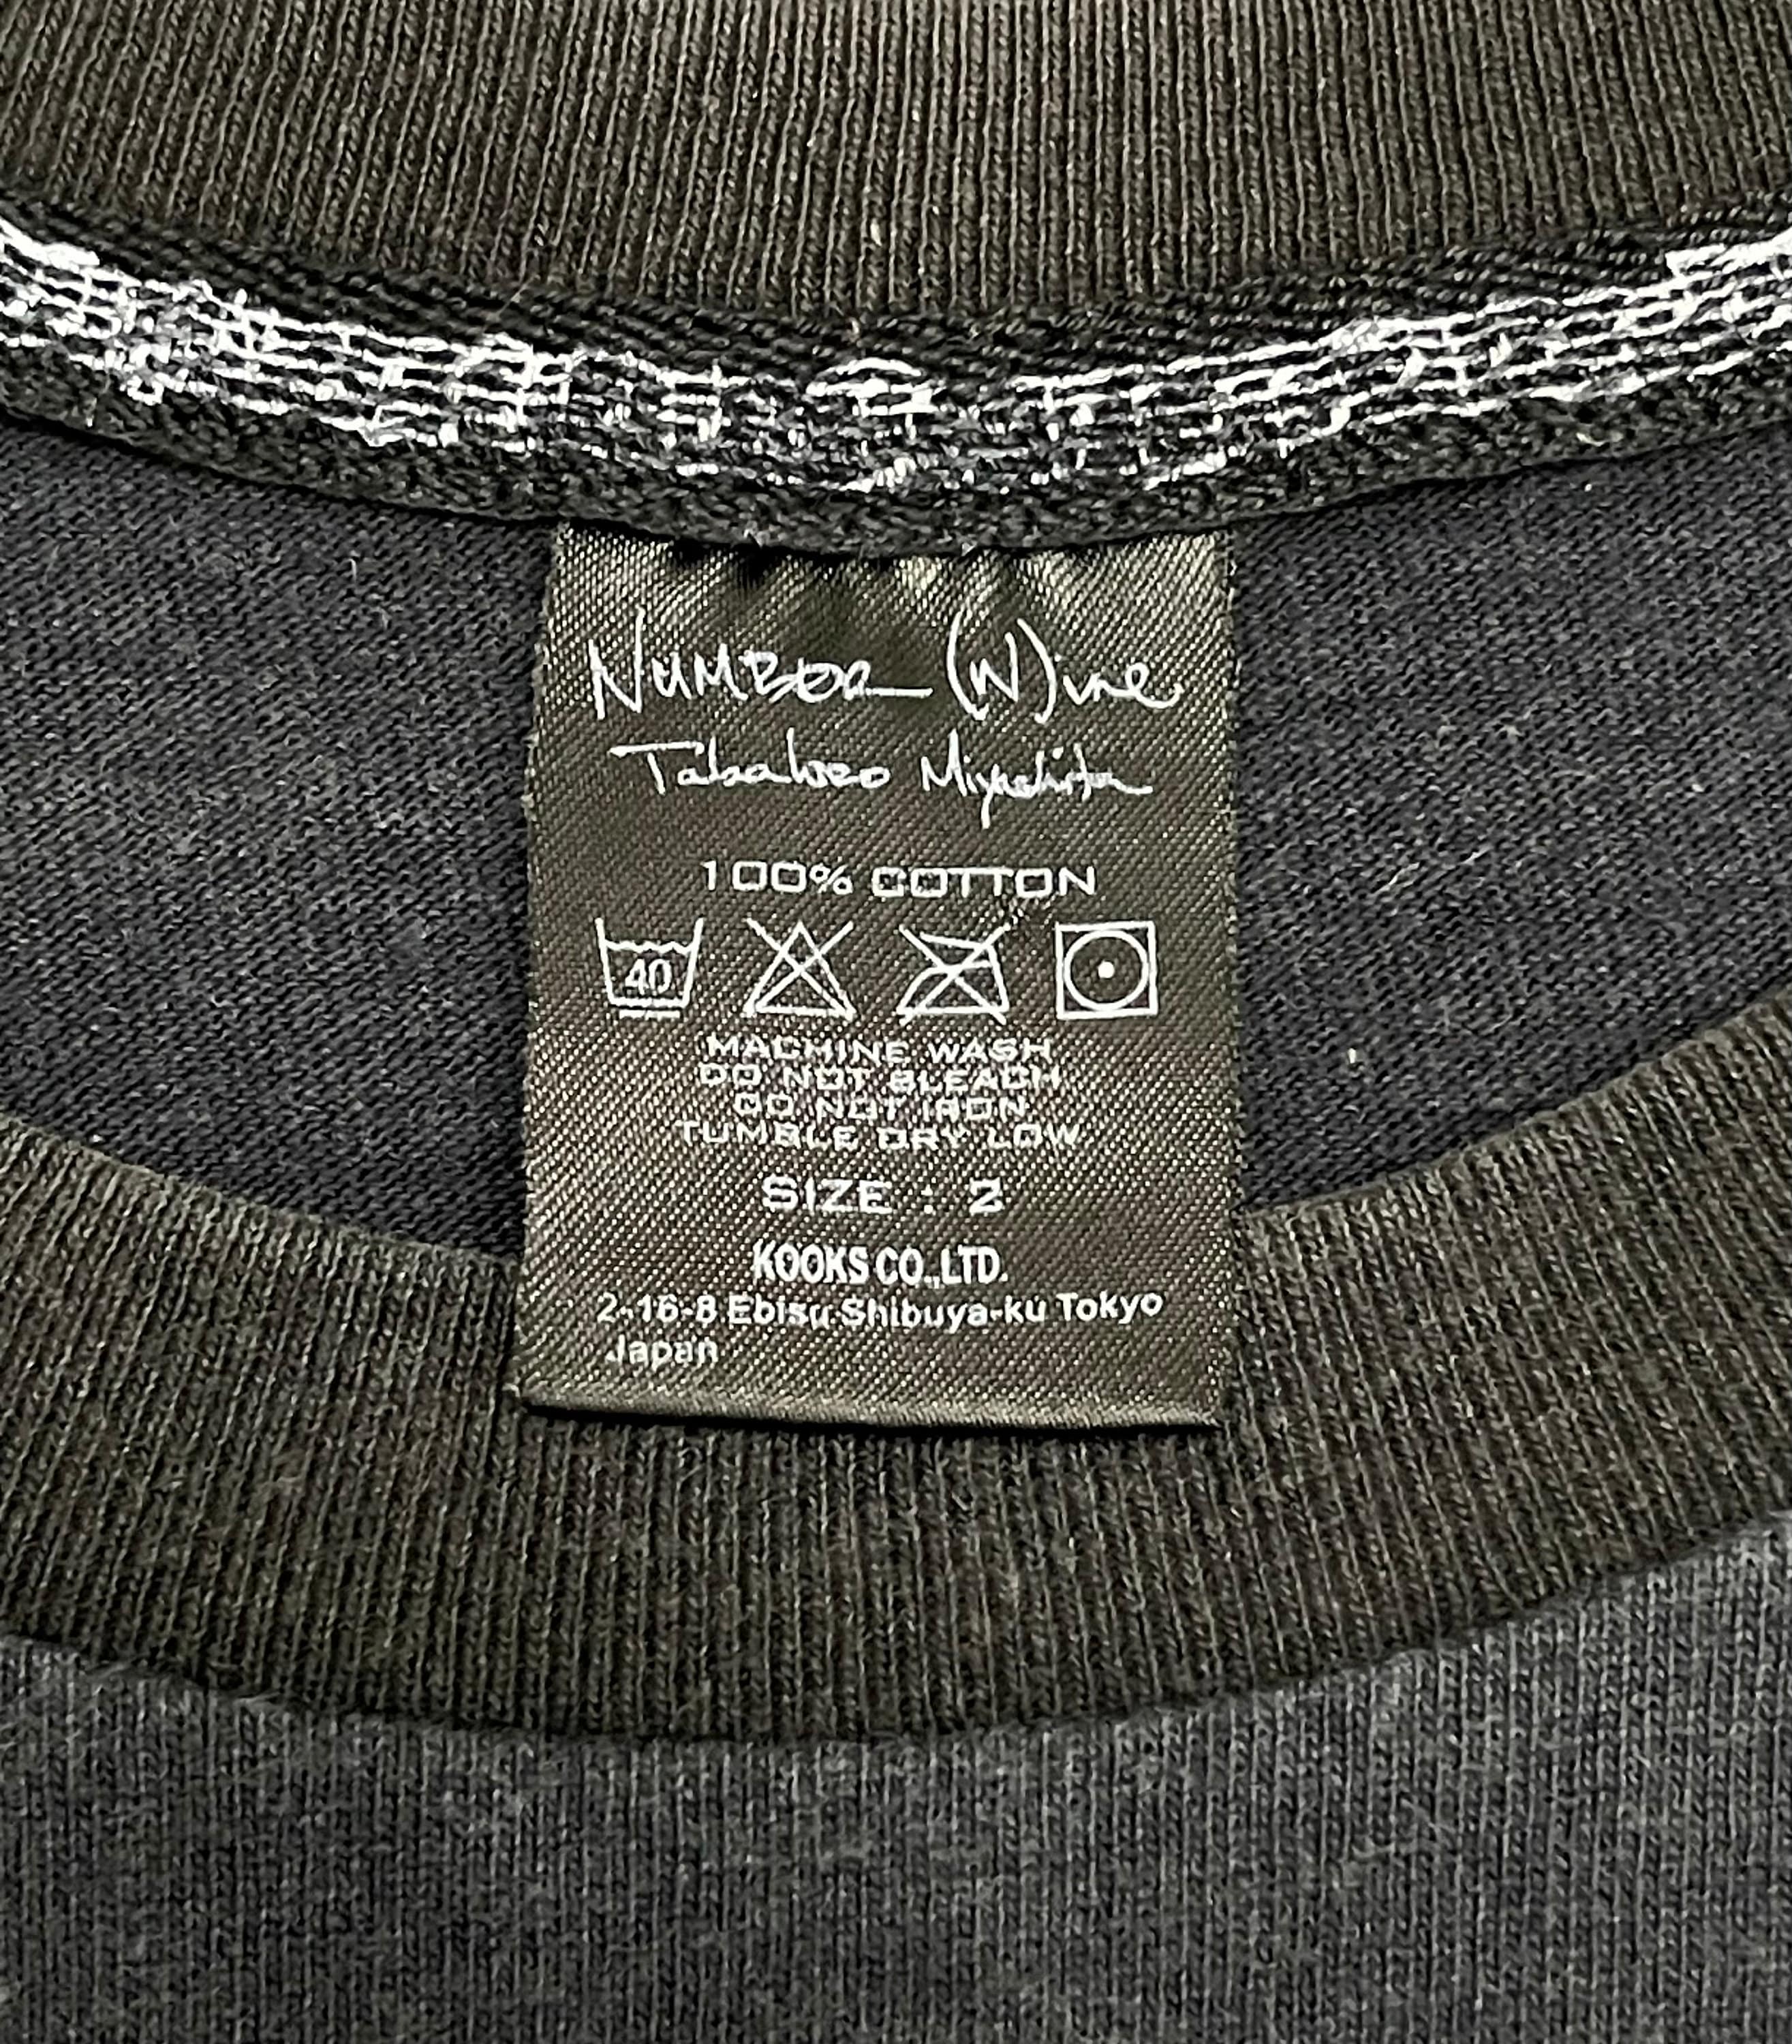 NUMBER (N)ine
Takahiro Miyashita
100% COTTON
40
MACHINE WASH
DO NOT BLEACH
DO NOT IRON
TUMBLE DRY LOW
SIZE : 2
KOOKS CO.,LTD.
2-16-8 Ebisu Shibuya-ku Tokyo
Japan